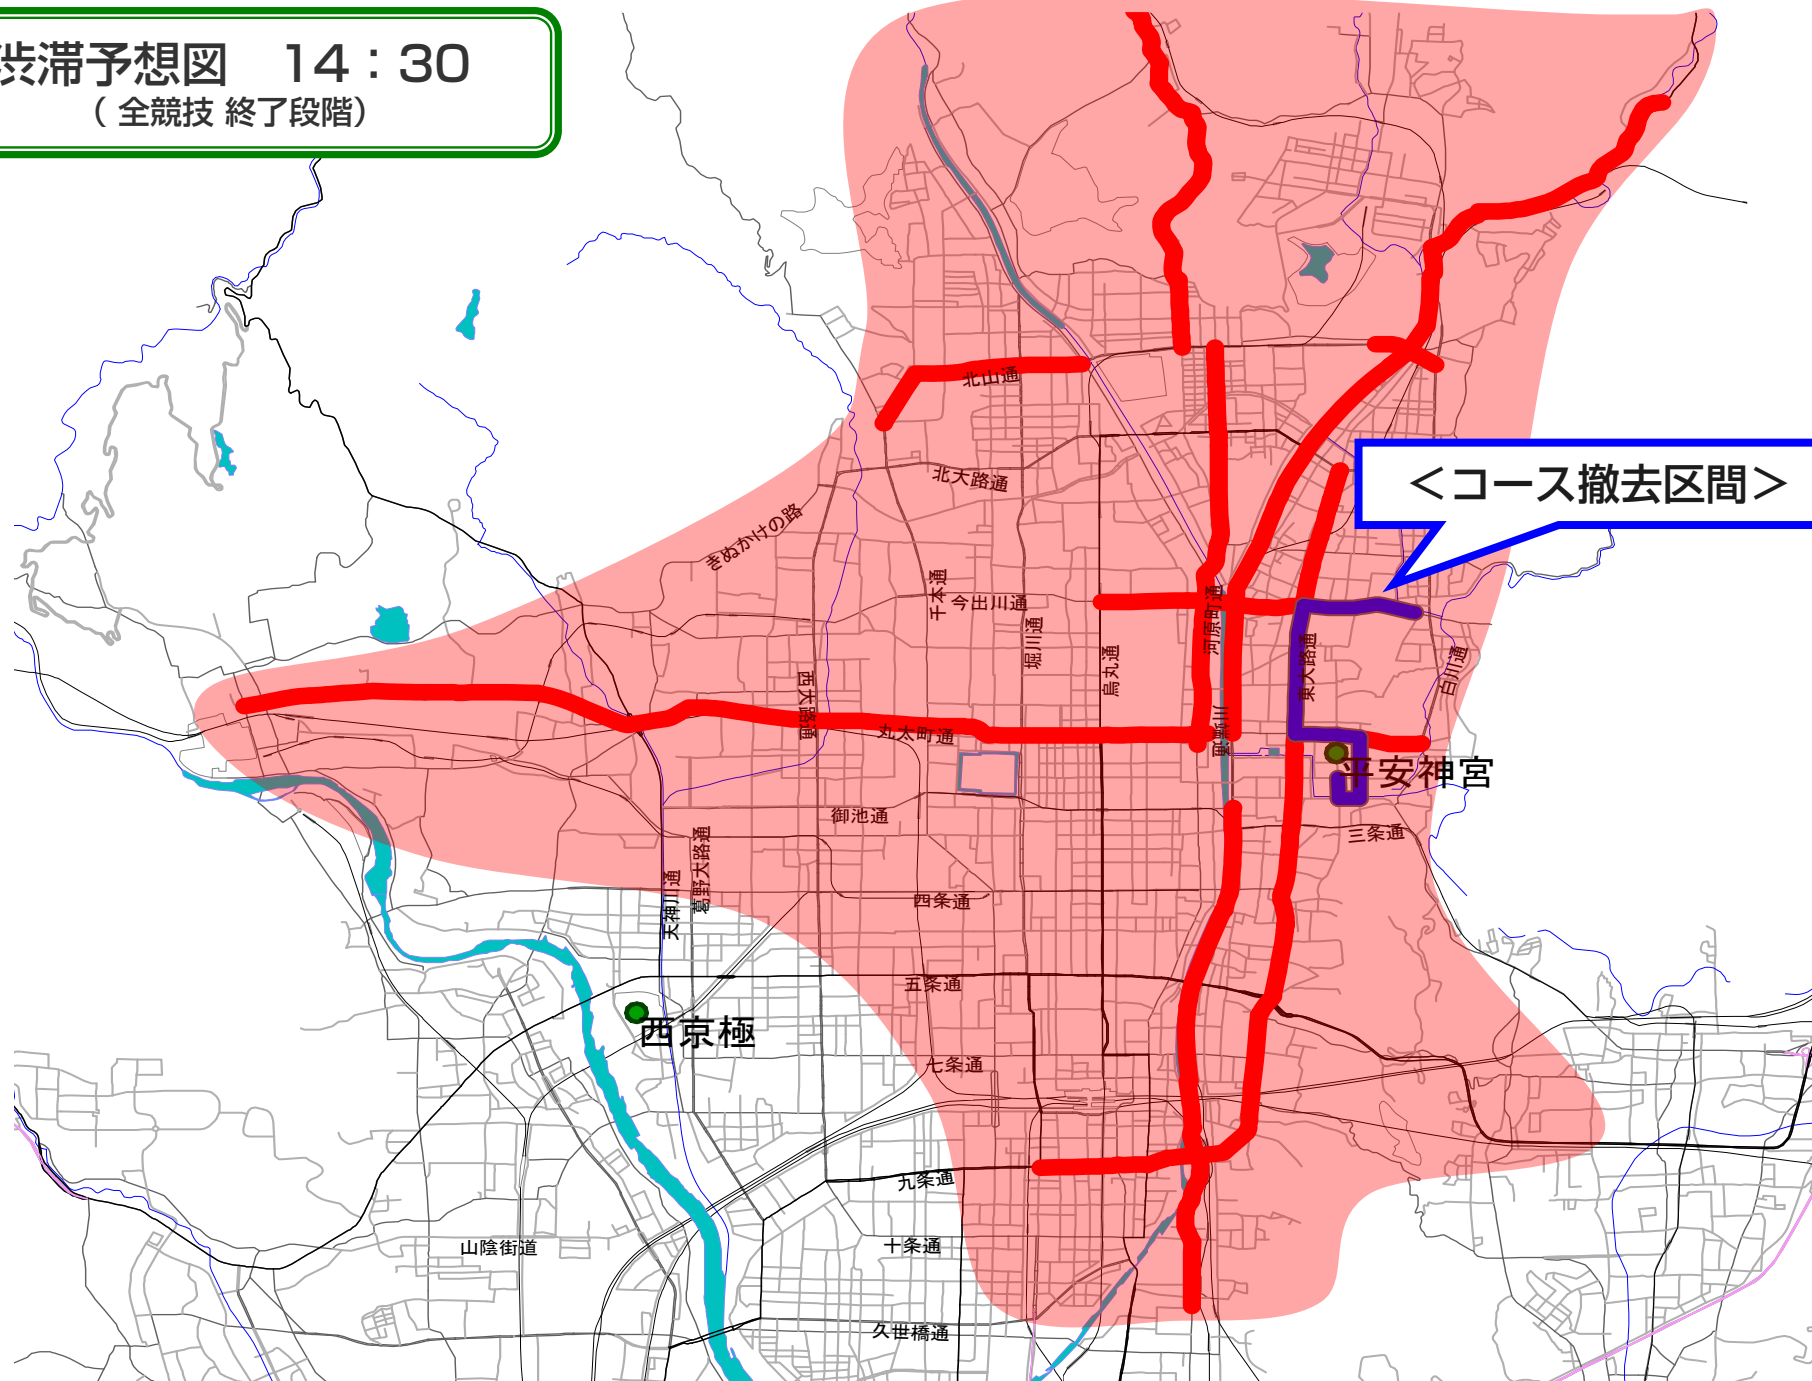 渋滞予想図　14：30
（ 全競技 終了段階）
＜コース撤去区間＞
北山通
北大路通
きぬかけの路
千本通
今出川通
堀川通
烏丸通
河原町通
東大路通
白川通
西大路通
丸太町通
川端通
平安神宮
御池通
三条通
葛野大路通
天神川通
四条通
五条通
西京極
七条通
九条通
山陰街道
十条通
久世橋通